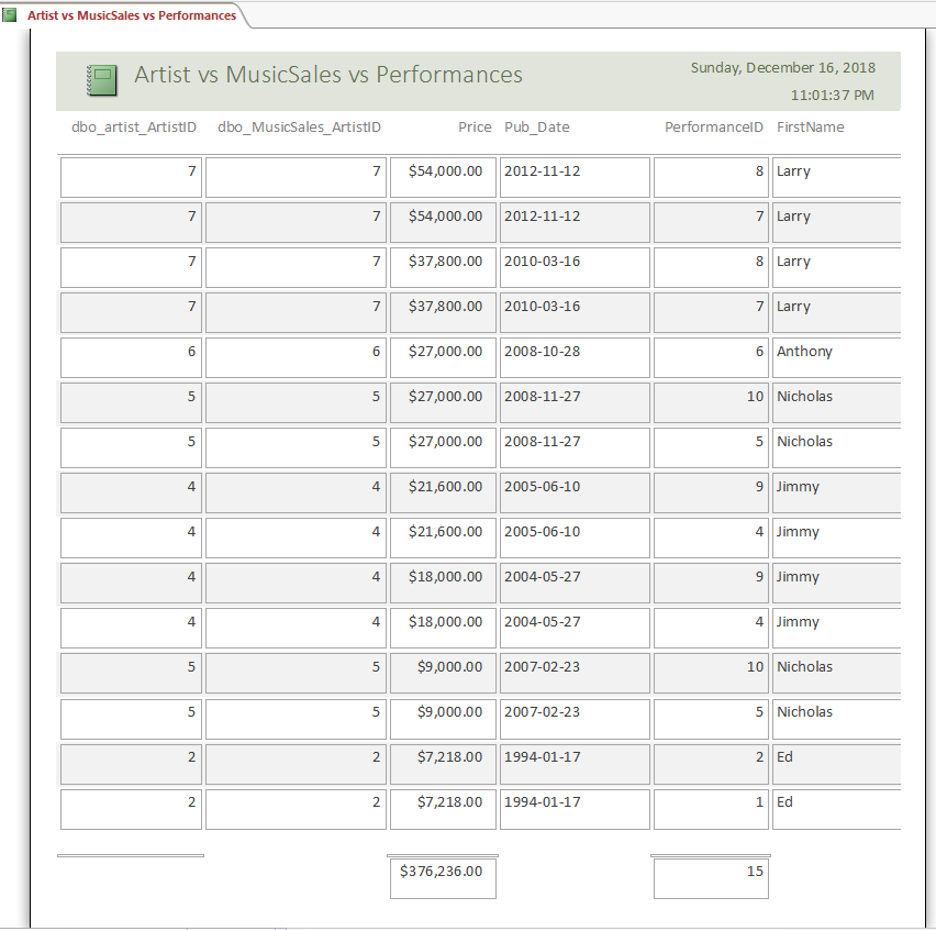 Artist vs MusicSales vs Performances
Artist vs MusicSales vs Performances
Sunday, December 16, 2018
11:01:37 PM
dbo_artist_ArtistID dbo_MusicSales_ArtistID Price Pub_Date PerformanceID FirstName
7 7 $54,000.00 2012-11-12 8 Larry
7 7 $54,000.00 2012-11-12 7 Larry
7 7 $37,800.00 2010-03-16 8 Larry
7 7 $37,800.00 2010-03-16 7 Larry
6 6 $27,000.00 2008-10-28 6 Anthony
5 5 $27,000.00 2008-11-27 10 Nicholas
5 5 $27,000.00 2008-11-27 5 Nicholas
4 4 $21,600.00 2005-06-10 9 Jimmy
4 4 $21,600.00 2005-06-10 4 Jimmy
4 4 $18,000.00 2004-05-27 9 Jimmy
4 4 $18,000.00 2004-05-27 4 Jimmy
5 5 $9,000.00 2007-02-23 10 Nicholas
5 5 $9,000.00 2007-02-23 5 Nicholas
2 2 $7,218.00 1994-01-17 2 Ed
2 2 $7,218.00 1994-01-17 1 Ed
$376,236.00 15